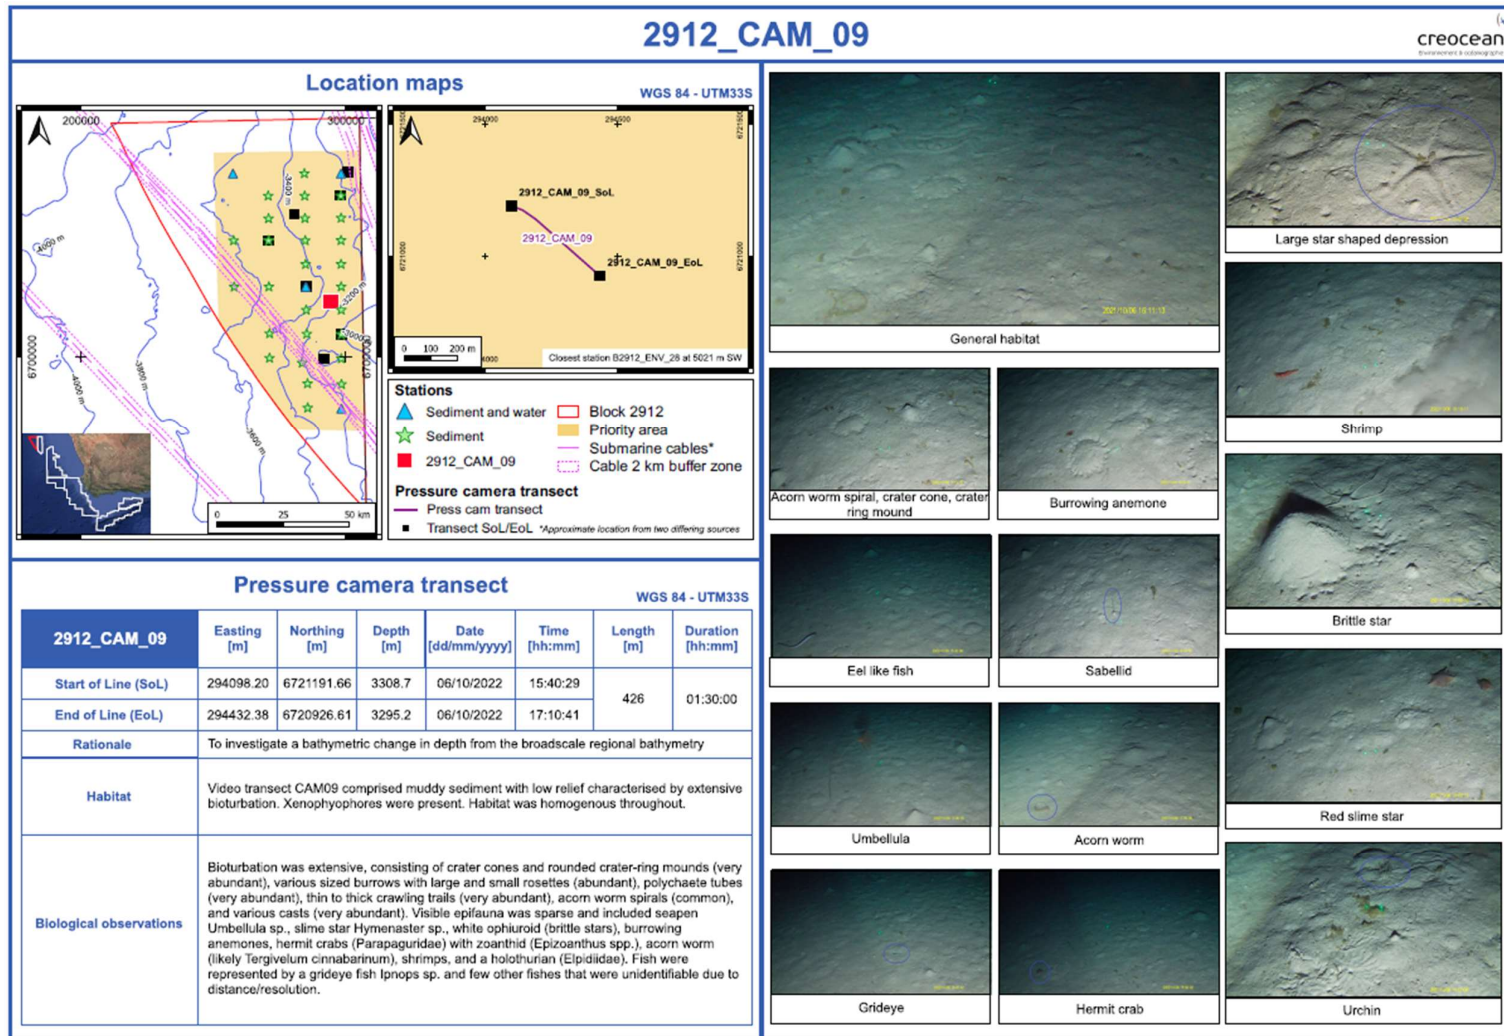 2912_CAM_09
creocean
Environnement & océanographie
Location maps
WGS 84 - UTM33S
200000
300000
6700000
6700000
-4000 m
-4000 m
-3800 m
-3600 m
-3400 m
-3200 m
-3000 m
0 25 50 km
294000
294500
6721500
6721500
6721000
6721000
2912_CAM_09_SoL
2912_CAM_09
2912_CAM_09_EoL
0 100 200 m
Closest station B2912_ENV_28 at 5021 m SW
Stations
Sediment and water
Sediment
2912_CAM_09
Block 2912
Priority area
Submarine cables*
Cable 2 km buffer zone
Pressure camera transect
Press cam transect
Transect SoL/EoL *Approximate location from two differing sources
Pressure camera transect
WGS 84 - UTM33S
2912_CAM_09 Easting [m] Northing [m] Depth [m] Date [dd/mm/yyyy] Time [hh:mm] Length [m] Duration [hh:mm]
Start of Line (SoL) 294098.20 6721191.66 3308.7 06/10/2022 15:40:29 426 01:30:00
End of Line (EoL) 294432.38 6720926.61 3295.2 06/10/2022 17:10:41
Rationale To investigate a bathymetric change in depth from the broadscale regional bathymetry
Habitat
Video transect CAM09 comprised muddy sediment with low relief characterised by extensive
bioturbation. Xenophyophores were present. Habitat was homogenous throughout.
Biological observations
Bioturbation was extensive, consisting of crater cones and rounded crater-ring mounds (very
abundant), various sized burrows with large and small rosettes (abundant), polychaete tubes
(very abundant), thin to thick crawling trails (very abundant), acorn worm spirals (common),
and various casts (very abundant). Visible epifauna was sparse and included seapen
Umbellula sp., slime star Hymenaster sp., white ophiuroid (brittle stars), burrowing
anemones, hermit crabs (Parapaguridae) with zoanthid (Epizoanthus spp.), acorn worm
(likely Tergivelum cinnabarinum), shrimps, and a holothurian (Elpidiidae). Fish were
represented by a grideye fish Ipnops sp. and few other fishes that were unidentifiable due to
distance/resolution.
2021/10/06 16:11:13
General habitat
Large star shaped depression
Shrimp
Acorn worm spiral, crater cone, crater
ring mound
Burrowing anemone
Brittle star
Eel like fish
Sabellid
Red slime star
Umbellula
Acorn worm
Grideye
Hermit crab
Urchin